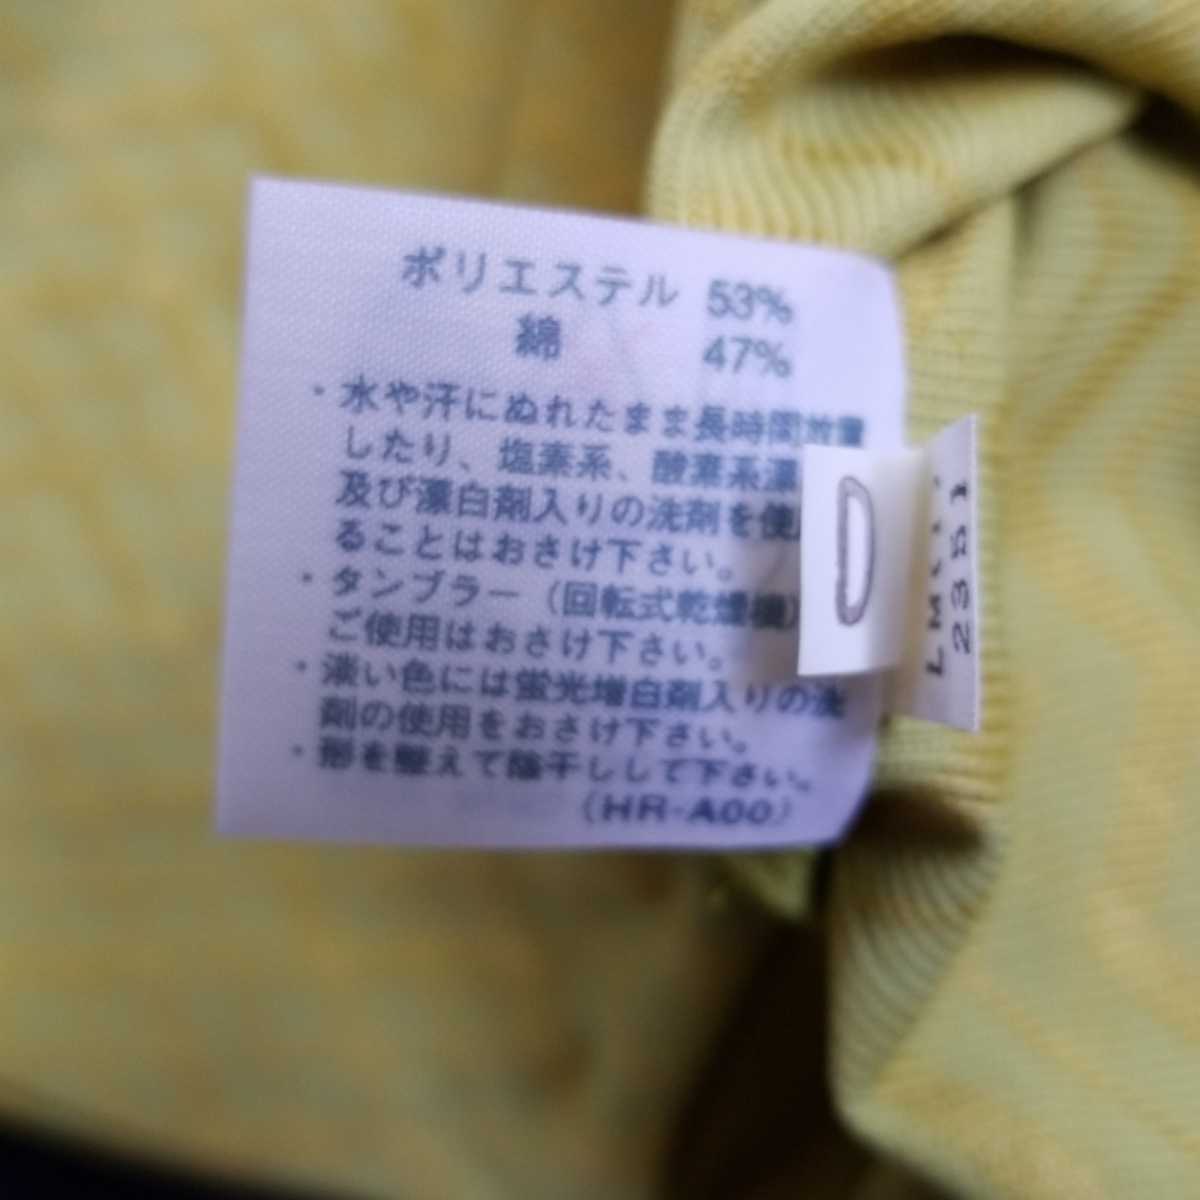 ポリエステル 53%
綿 47%
・水や汗にぬれたまま長時間放置
したり、塩素系、酸素系漂
及び漂白剤入りの洗剤を使
ることはおさけ下さい。
・タンブラー（回転式乾燥機）
ご使用はおさけ下さい。
・淡い色には蛍光増白剤入りの洗
剤の使用をおさけ下さい。
・形を整えて陰干しして下さい。
（HR-A00）
D
2351